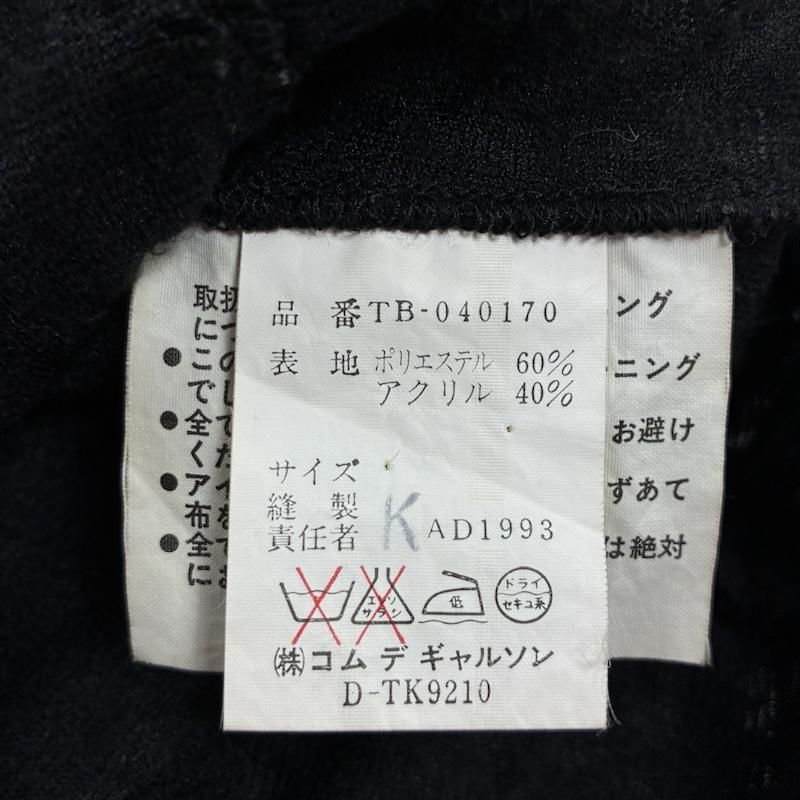 品 番 TB-040170
表 地 ポリエステル 60%
アクリル 40%
サイズ
縫 製
責任者 K AD1993
エンソ
サラシ
低
ドライ
セキユ系
㈱コム デ ギャルソン
D-TK9210
取扱
につ
● この
で
● 全て
くだ
● アイ
布を
● 全て
にお
ング
ニング
お避け
ずあて
は絶対